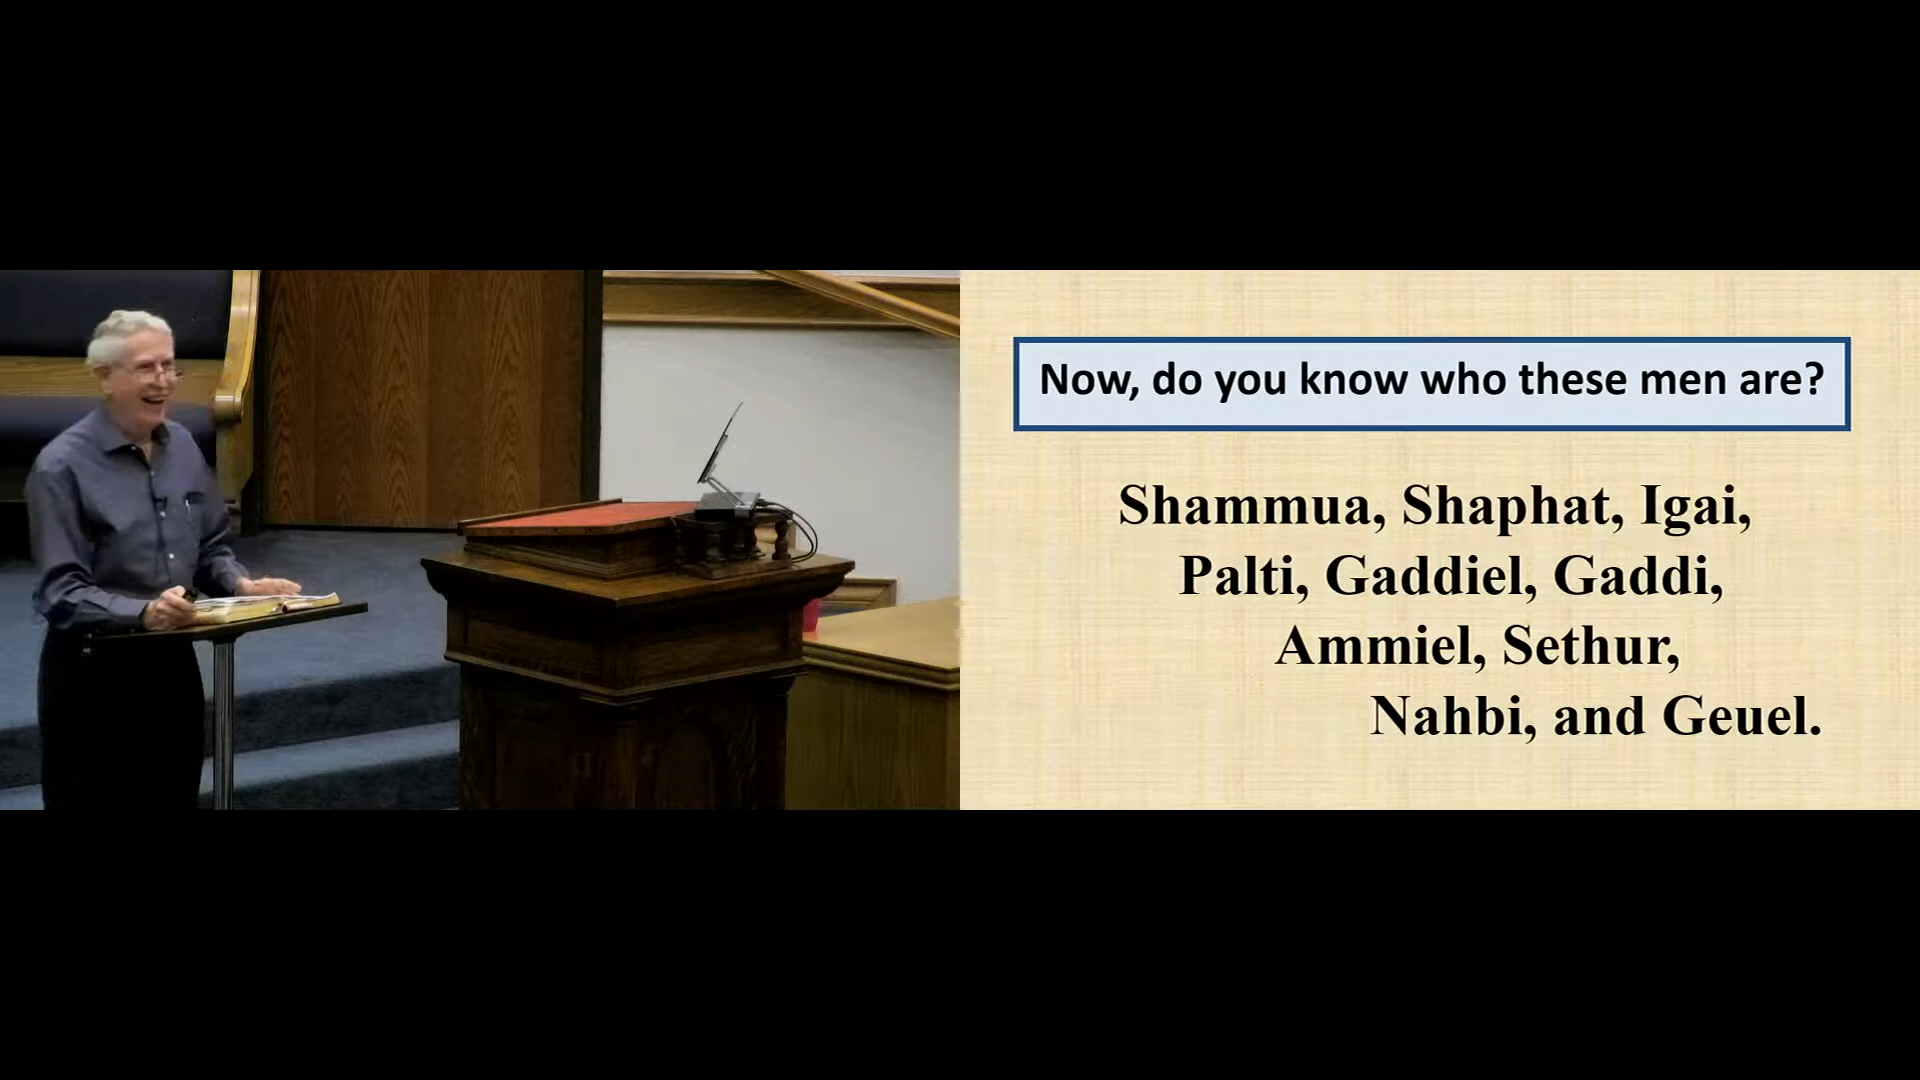 Now, do you know who these men are?
Shammua, Shaphat, Igai,
Palti, Gaddiel, Gaddi,
Ammiel, Sethur,
Nahbi, and Geuel.